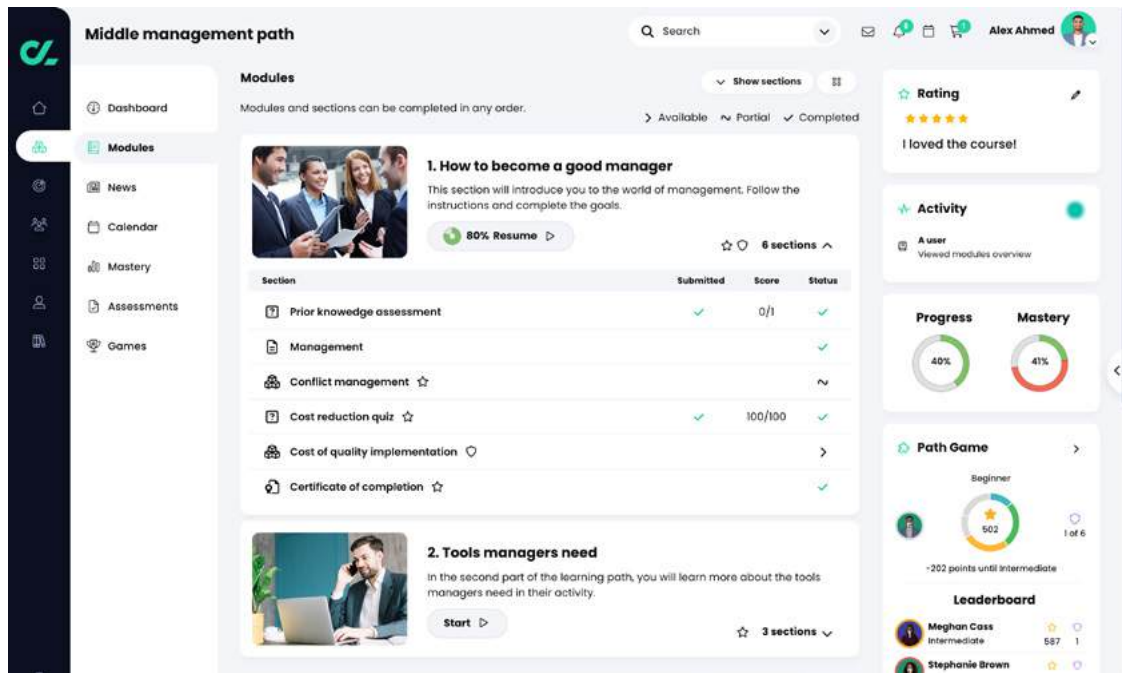 Middle management path
Search
Alex Ahmed
Dashboard
Modules
News
Calendar
Mastery
Assessments
Games
Modules
Show sections
Modules and sections can be completed in any order.
Available
Partial
Completed
1. How to become a good manager
This section will introduce you to the world of management. Follow the
instructions and complete the goals.
80% Resume
6 sections
Section Submitted Score Status
Prior knowedge assessment 0/1
Management
Conflict management
Cost reduction quiz 100/100
Cost of quality implementation
Certificate of completion
2. Tools managers need
In the second part of the learning path, you will learn more about the tools
managers need in their activity.
Start
3 sections
Rating
I loved the course!
Activity
A user
Viewed modules overview
Progress Mastery
40% 41%
Path Game
Beginner
502
1 of 6
-202 points until Intermediate
Leaderboard
Meghan Cass
Intermediate 587 1
Stephanie Brown